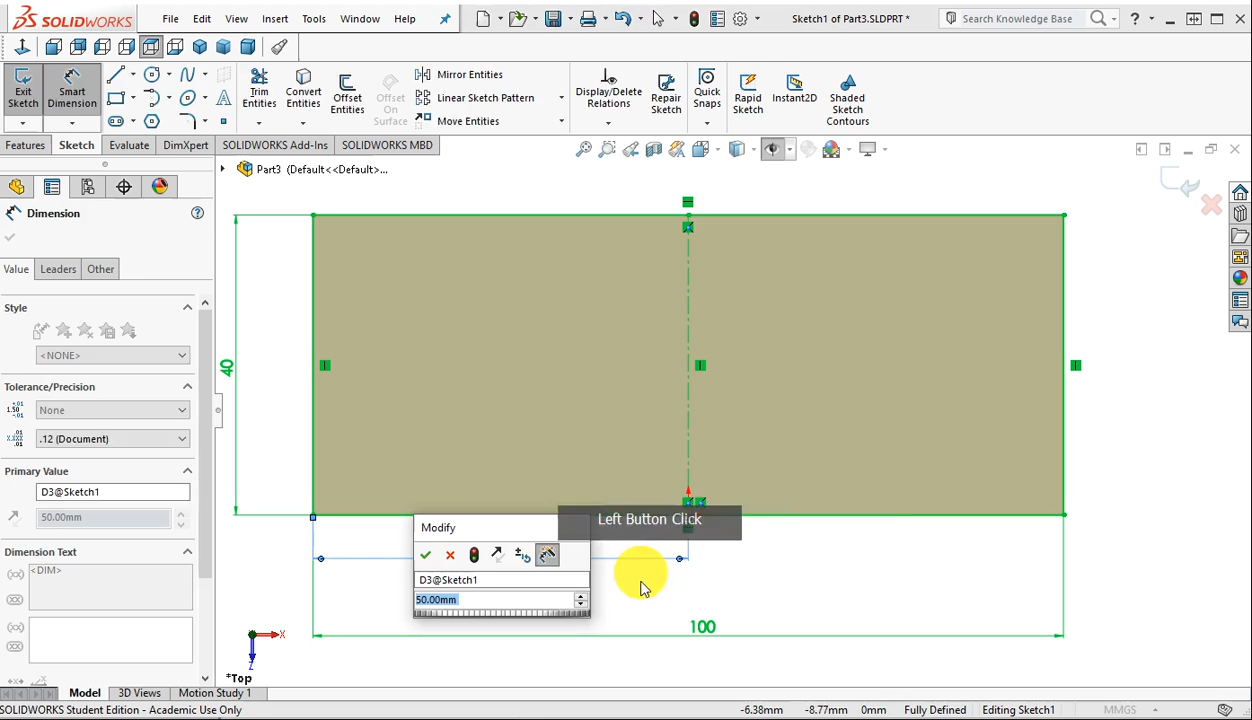 SOLIDWORKS
File Edit View Insert Tools Window Help
Sketch1 of Part3.SLDPRT *
Search Knowledge Base
Exit Sketch
Smart Dimension
Trim Entities
Convert Entities
Offset Entities
Offset On Surface
Mirror Entities
Linear Sketch Pattern
Move Entities
Display/Delete Relations
Repair Sketch
Quick Snaps
Rapid Sketch
Instant2D
Shaded Sketch Contours
Features Sketch Evaluate DimXpert SOLIDWORKS Add-Ins SOLIDWORKS MBD
Part3 (Default<<Default>...
Dimension
Value Leaders Other
Style
<NONE>
Tolerance/Precision
None
.12 (Document)
Primary Value
D3@Sketch1
50.00mm
Dimension Text
<DIM>
40
Modify
Left Button Click
D3@Sketch1
50.00mm
100
X
Z
*Top
Model 3D Views Motion Study 1
SOLIDWORKS Student Edition - Academic Use Only
-6.38mm -8.77mm 0mm Fully Defined Editing Sketch1 MMGS